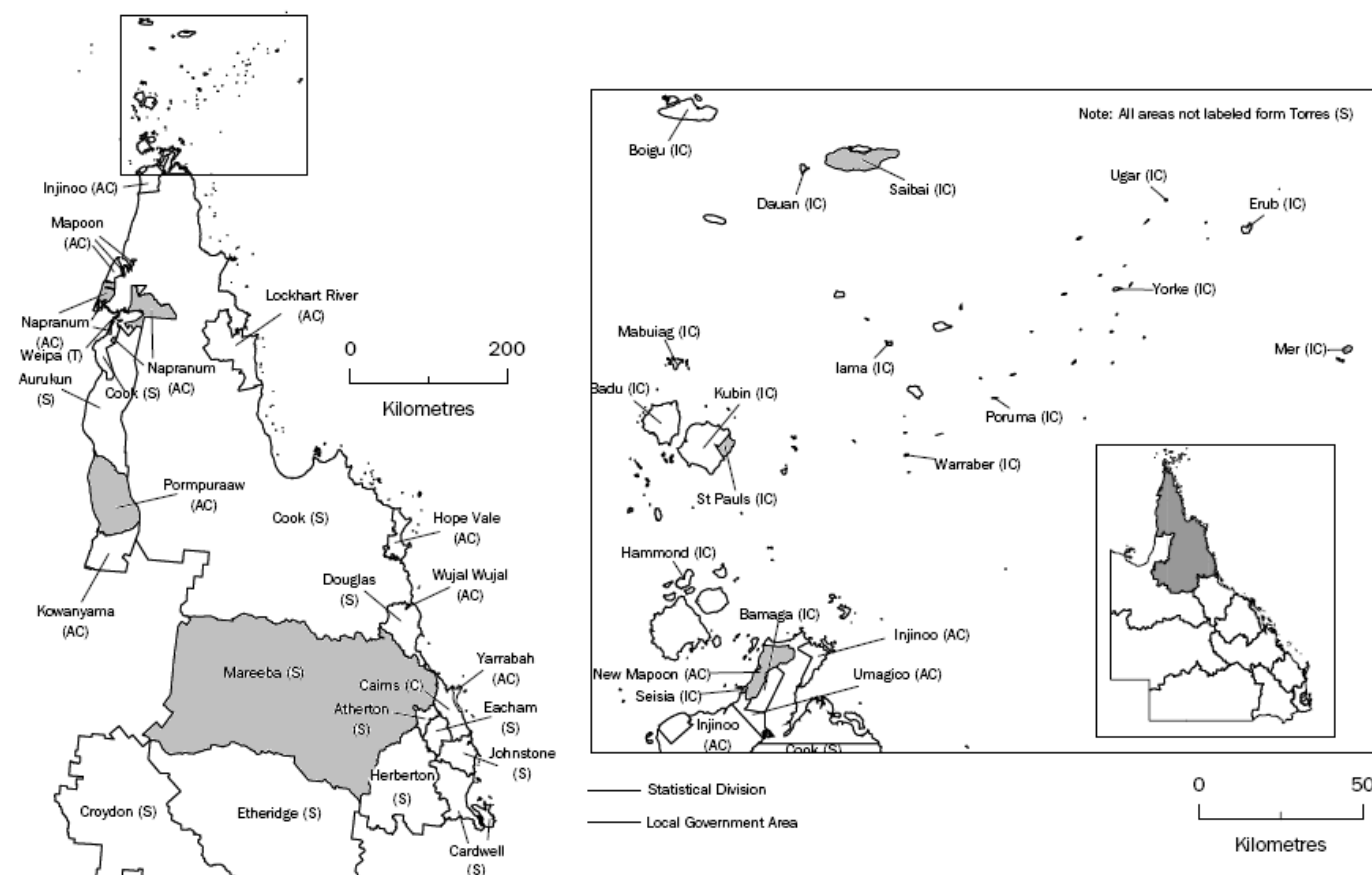 Injinoo (AC)
Mapoon
(AC)
Napranum
(AC)
Weipa (T)
Aurukun
(S)
Cook (S)
Napranum
(AC)
Lockhart River
(AC)
0 200
Kilometres
Pormpuraaw
(AC)
Cook (S)
Hope Vale
(AC)
Kowanyama
(AC)
Douglas
(S)
Wujal Wujal
(AC)
Mareeba (S)
Yarrabah
(AC)
Cairns (C)
Atherton
(S)
Eacham
(S)
Johnstone
(S)
Herberton
(S)
Croydon (S)
Etheridge (S)
Cardwell
(S)
Note: All areas not labeled form Torres (S)
Boigu (IC)
Dauan (IC)
Saibai (IC)
Ugar (IC)
Erub (IC)
Yorke (IC)
Mabuiag (IC)
Iama (IC)
Mer (IC)
Badu (IC)
Kubin (IC)
Poruma (IC)
Warraber (IC)
St Pauls (IC)
Hammond (IC)
Bamaga (IC)
Injinoo (AC)
New Mapoon (AC)
Umagico (AC)
Seisia (IC)
Injinoo
(AC)
Cook (S)
Statistical Division
Local Government Area
0 50
Kilometres